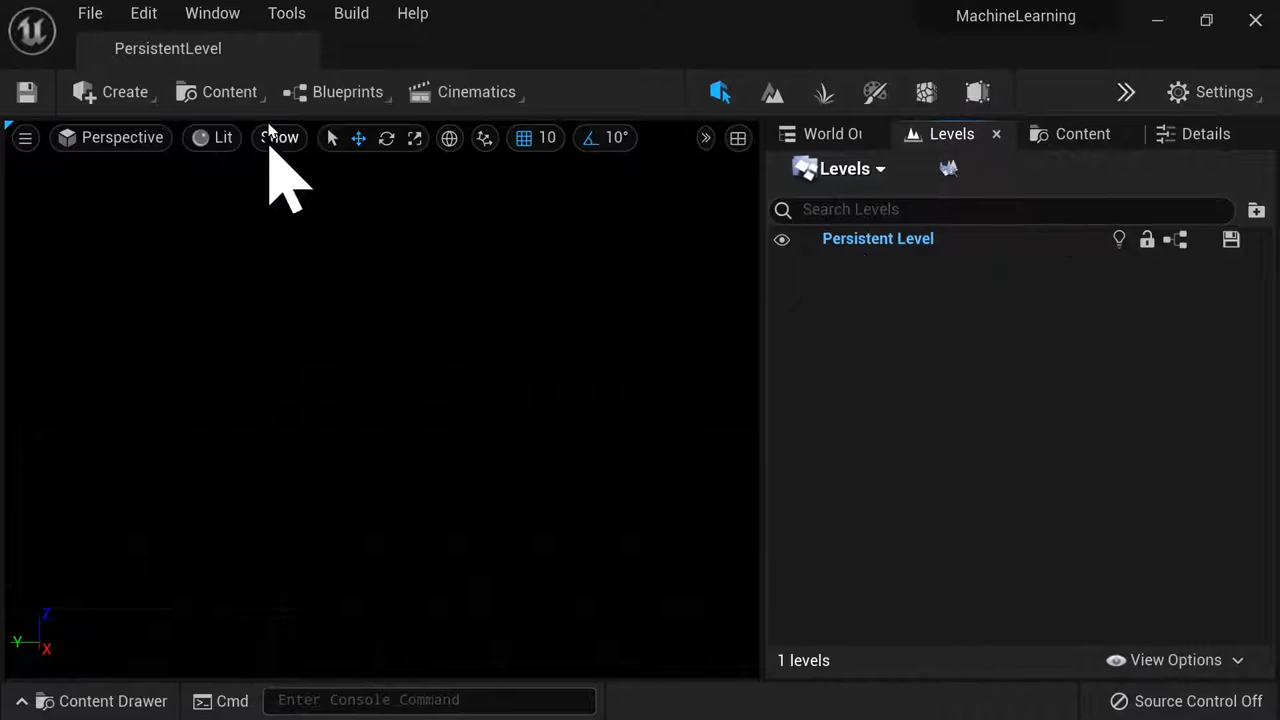 File Edit Window Tools Build Help
MachineLearning
PersistentLevel
Create Content Blueprints Cinematics
Settings
Perspective Lit Show 10 10°
World Ou Levels Content Details
Levels
Search Levels
Persistent Level
Z
Y
X
1 levels
View Options
Content Drawer Cmd Enter Console Command
Source Control Off